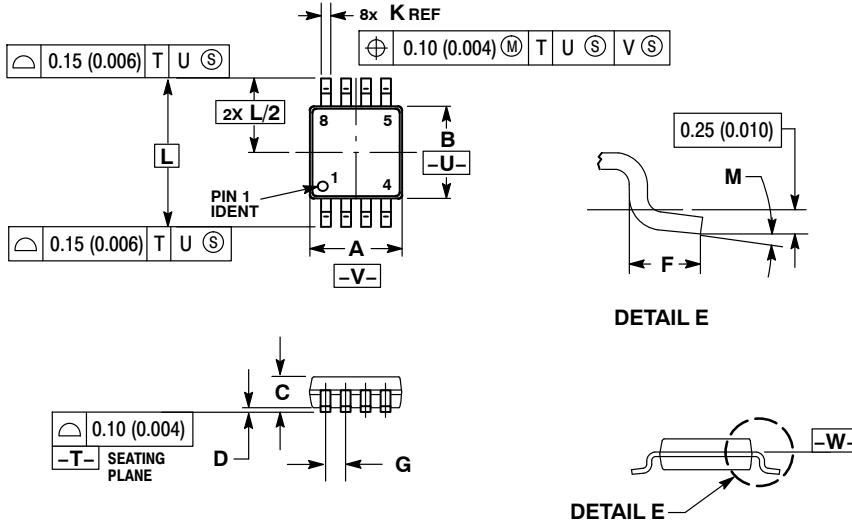 8x K REF
⌖ 0.10 (0.004) Ⓜ T U Ⓢ V Ⓢ
⌓ 0.15 (0.006) T U Ⓢ
2X L/2
8 5
B
–U–
L
1
4
PIN 1
IDENT
⌓ 0.15 (0.006) T U Ⓢ
A
–V–
0.25 (0.010)
M
F
DETAIL E
C
⌓ 0.10 (0.004)
–T– SEATING
PLANE
D
G
–W–
DETAIL E